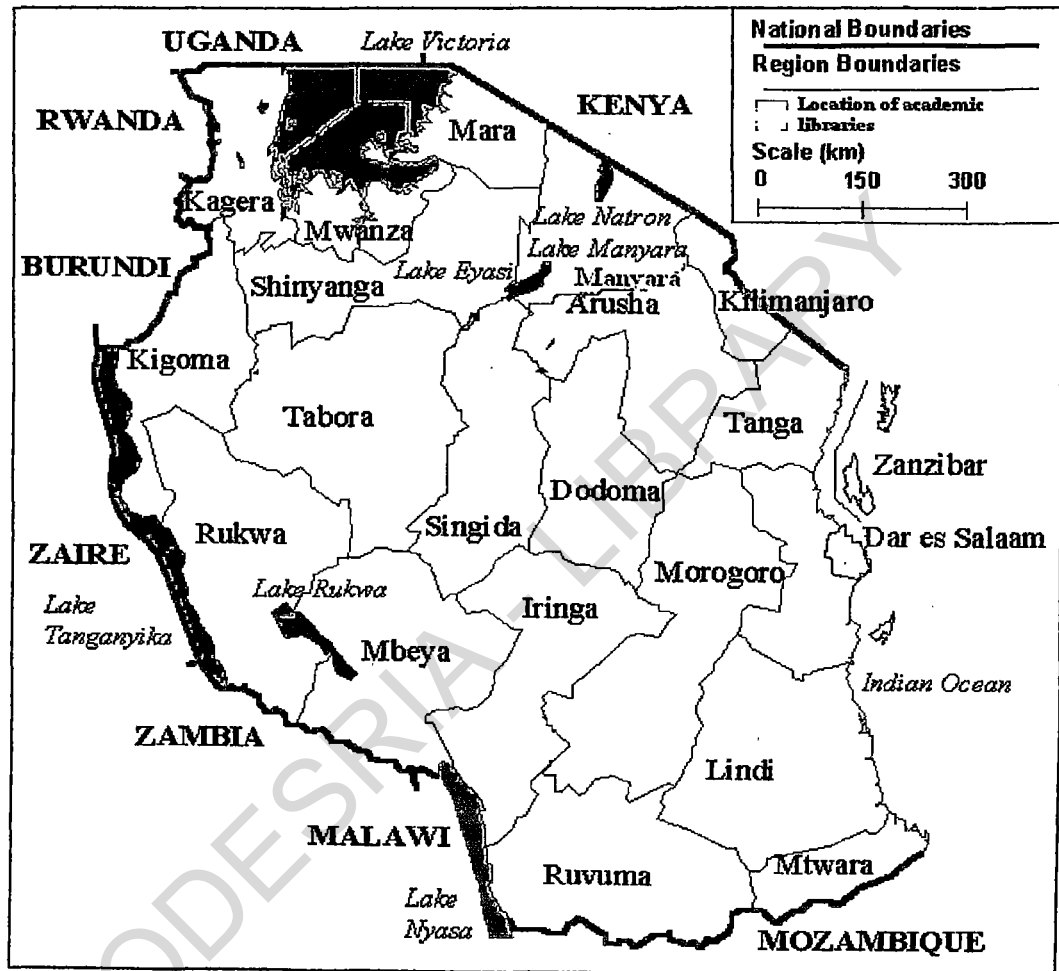 UGANDA
Lake Victoria
National Boundaries
Region Boundaries
Location of academic
libraries
Scale (km)
0 150 300
RWANDA
KENYA
Mara
Kagera
Mwanza
Lake Natron
Lake Manyara
BURUNDI
Lake Eyasi
Manyara
Shinyanga
Arusha
Kilimanjaro
Kigoma
Tabora
Tanga
Zanzibar
Dodoma
Singida
Rukwa
Dar es Salaam
ZAIRE
Morogoro
Lake Rukwa
Iringa
Lake
Tanganyika
Mbeya
Indian Ocean
ZAMBIA
Lindi
MALAWI
Mtwara
Ruvuma
Lake
Nyasa
MOZAMBIQUE
ODESRIA - LIBRARY